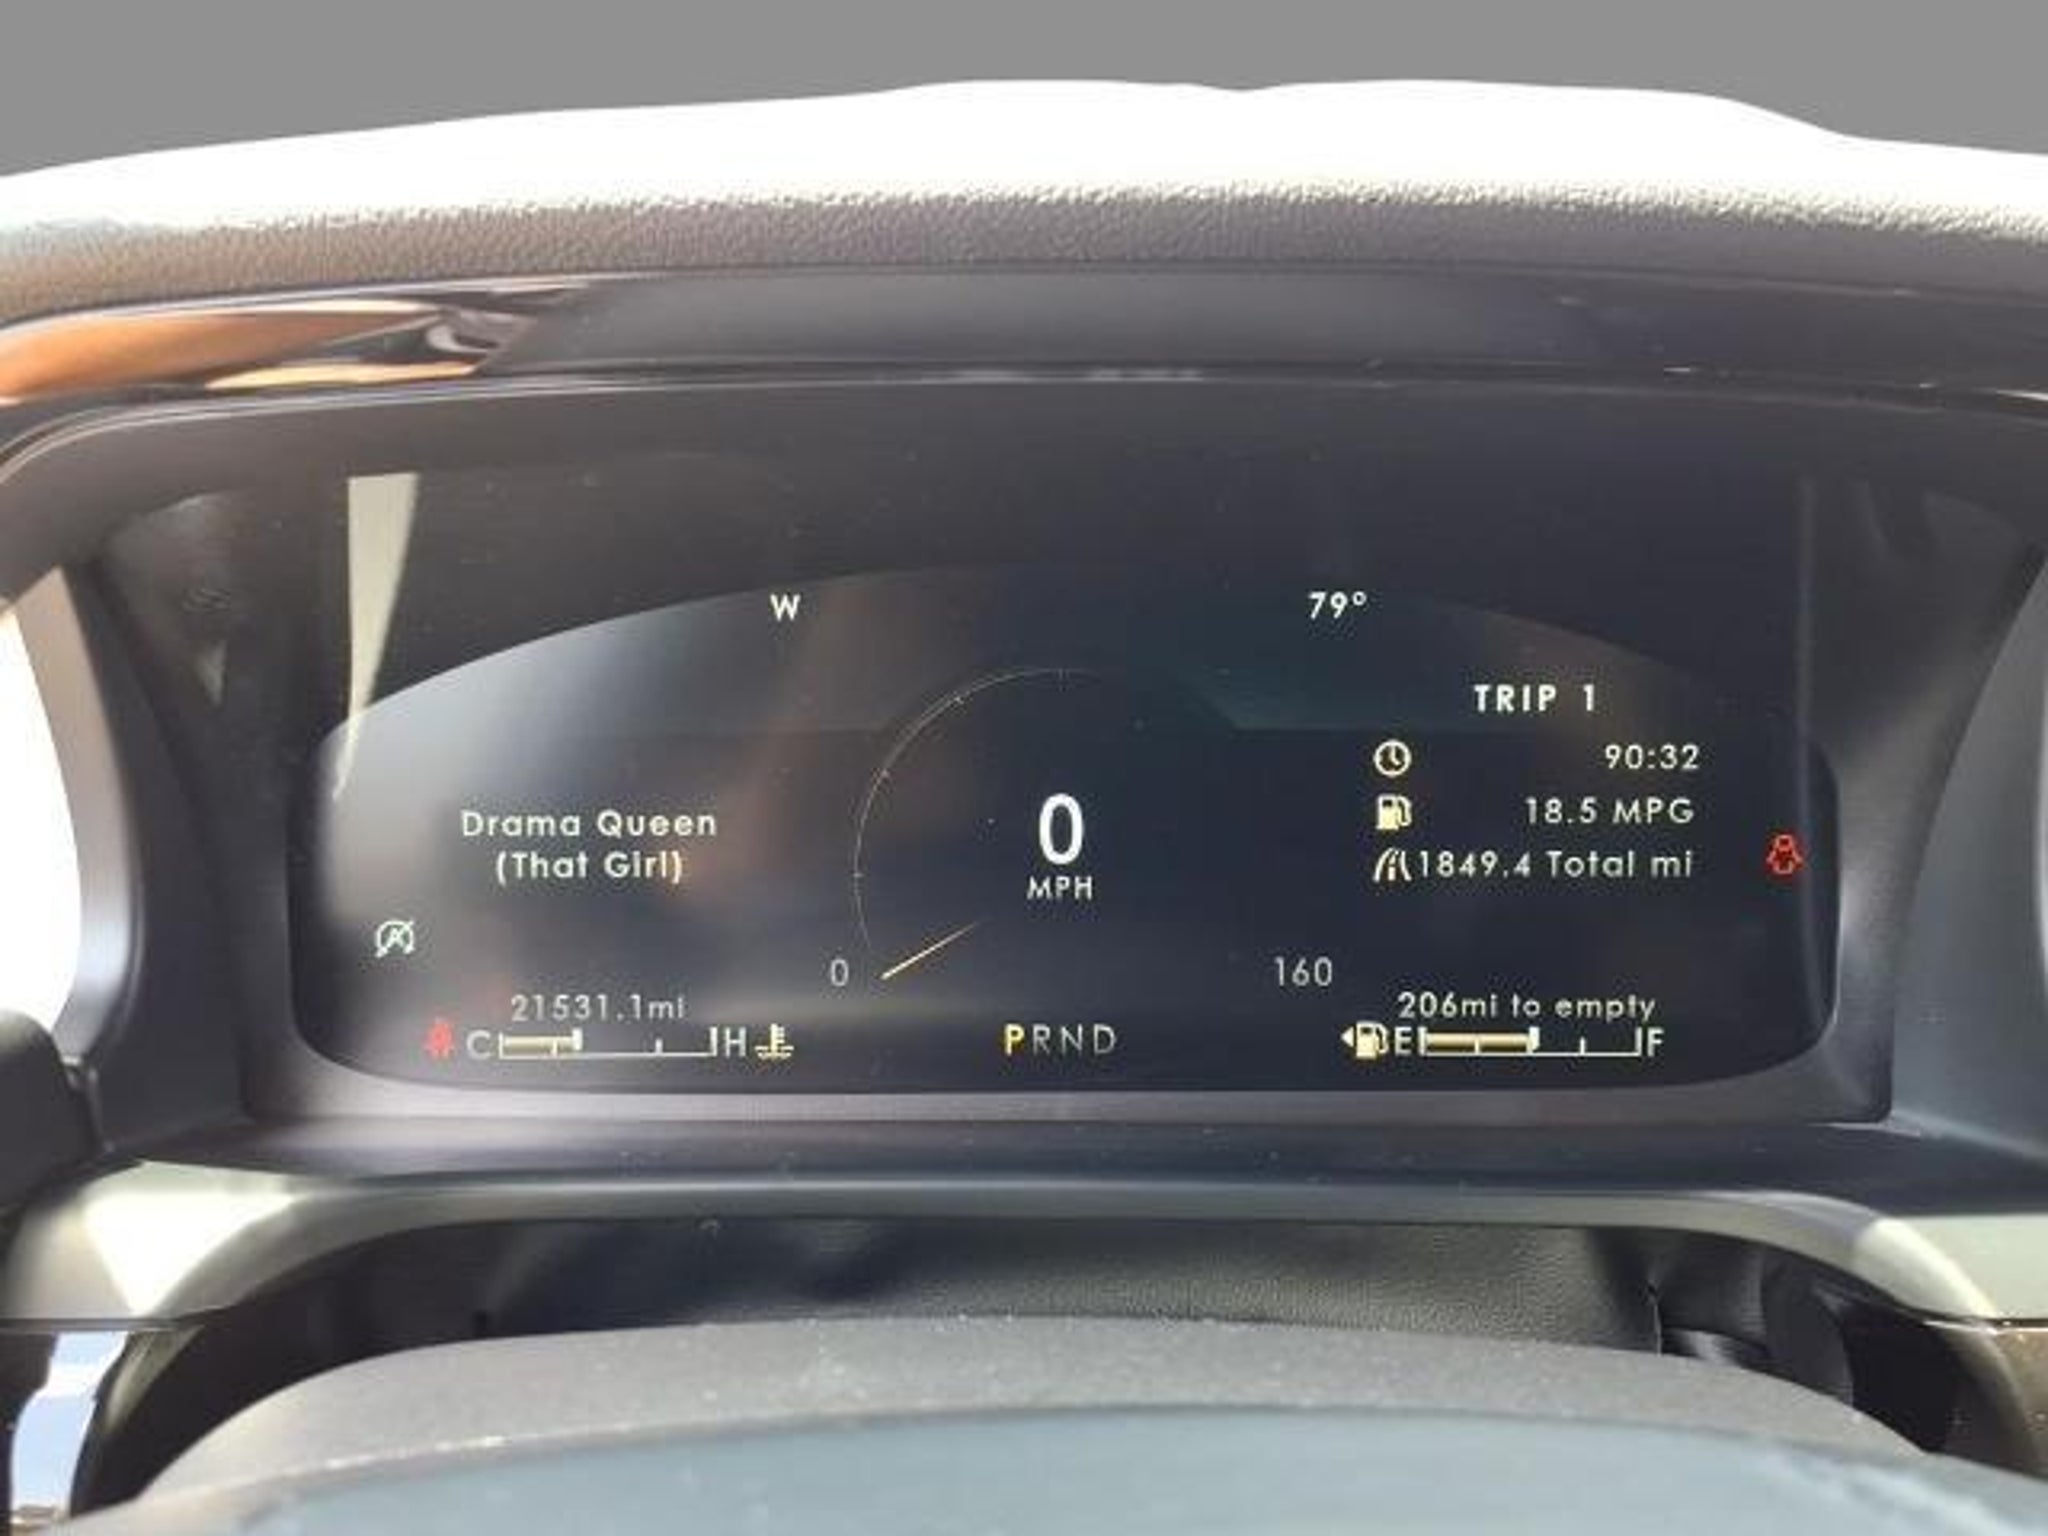 W
79°
TRIP 1
90:32
18.5 MPG
1849.4 Total mi
Drama Queen
(That Girl)
0
MPH
0
160
21531.1mi
C H
PRND
206mi to empty
E F